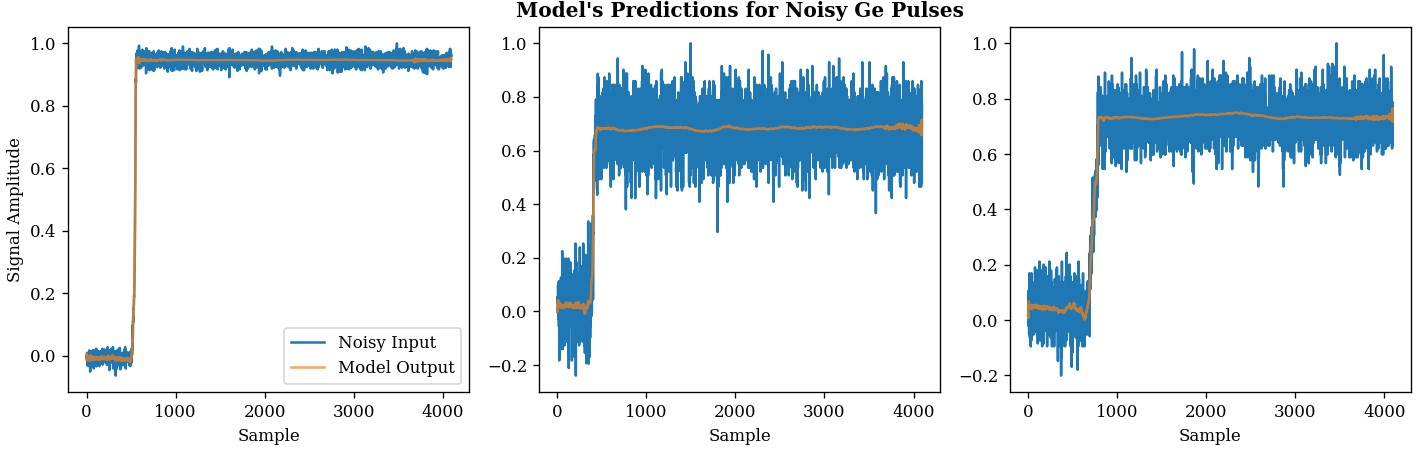 Model's Predictions for Noisy Ge Pulses
Signal Amplitude
1.0
0.8
0.6
0.4
0.2
0.0
0 1000 2000 3000 4000
Sample
Noisy Input
Model Output
1.0
0.8
0.6
0.4
0.2
0.0
−0.2
0 1000 2000 3000 4000
Sample
1.0
0.8
0.6
0.4
0.2
0.0
−0.2
0 1000 2000 3000 4000
Sample